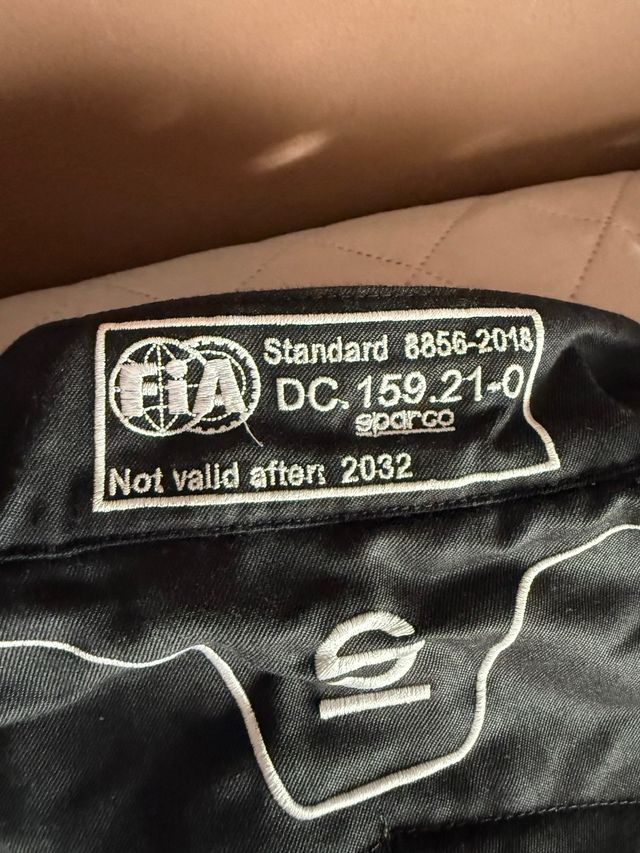 FiA
Standard 8856-2018
DC.159.21-0
sparco
Not valid after: 2032